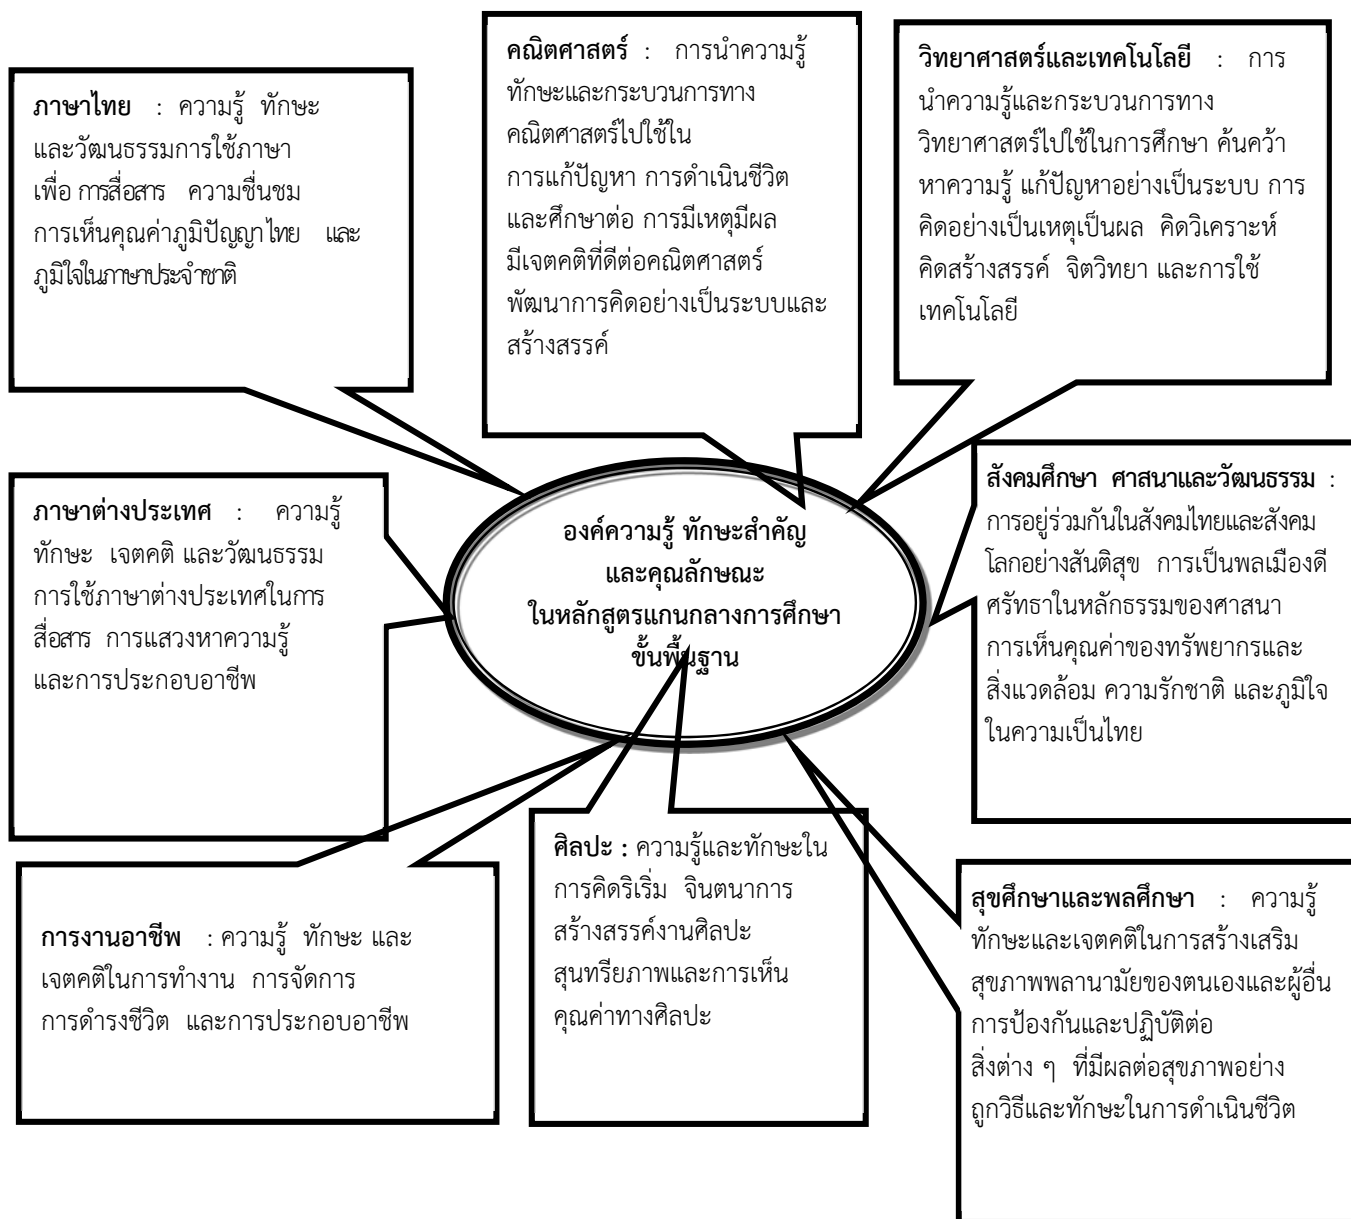 ภาษาไทย : ความรู้ ทักษะ
และวัฒนธรรมการใช้ภาษา
เพื่อ การสื่อสาร ความชื่นชม
การเห็นคุณค่าภูมิปัญญาไทย และ
ภูมิใจในภาษาประจำชาติ
คณิตศาสตร์ : การนำความรู้
ทักษะและกระบวนการทาง
คณิตศาสตร์ไปใช้ใน
การแก้ปัญหา การดำเนินชีวิต
และศึกษาต่อ การมีเหตุมีผล
มีเจตคติที่ดีต่อคณิตศาสตร์
พัฒนาการคิดอย่างเป็นระบบและ
สร้างสรรค์
วิทยาศาสตร์และเทคโนโลยี : การ
นำความรู้และกระบวนการทาง
วิทยาศาสตร์ไปใช้ในการศึกษา ค้นคว้า
หาความรู้ แก้ปัญหาอย่างเป็นระบบ การ
คิดอย่างเป็นเหตุเป็นผล คิดวิเคราะห์
คิดสร้างสรรค์ จิตวิทยา และการใช้
เทคโนโลยี
ภาษาต่างประเทศ : ความรู้
ทักษะ เจตคติ และวัฒนธรรม
การใช้ภาษาต่างประเทศในการ
สื่อสาร การแสวงหาความรู้
และการประกอบอาชีพ
องค์ความรู้ ทักษะสำคัญ
และคุณลักษณะ
ในหลักสูตรแกนกลางการศึกษา
ขั้นพื้นฐาน
สังคมศึกษา ศาสนาและวัฒนธรรม :
การอยู่ร่วมกันในสังคมไทยและสังคม
โลกอย่างสันติสุข การเป็นพลเมืองดี
ศรัทธาในหลักธรรมของศาสนา
การเห็นคุณค่าของทรัพยากรและ
สิ่งแวดล้อม ความรักชาติ และภูมิใจ
ในความเป็นไทย
การงานอาชีพ : ความรู้ ทักษะ และ
เจตคติในการทำงาน การจัดการ
การดำรงชีวิต และการประกอบอาชีพ
ศิลปะ : ความรู้และทักษะใน
การคิดริเริ่ม จินตนาการ
สร้างสรรค์งานศิลปะ
สุนทรียภาพและการเห็น
คุณค่าทางศิลปะ
สุขศึกษาและพลศึกษา : ความรู้
ทักษะและเจตคติในการสร้างเสริม
สุขภาพพลานามัยของตนเองและผู้อื่น
การป้องกันและปฏิบัติต่อ
สิ่งต่าง ๆ ที่มีผลต่อสุขภาพอย่าง
ถูกวิธีและทักษะในการดำเนินชีวิต